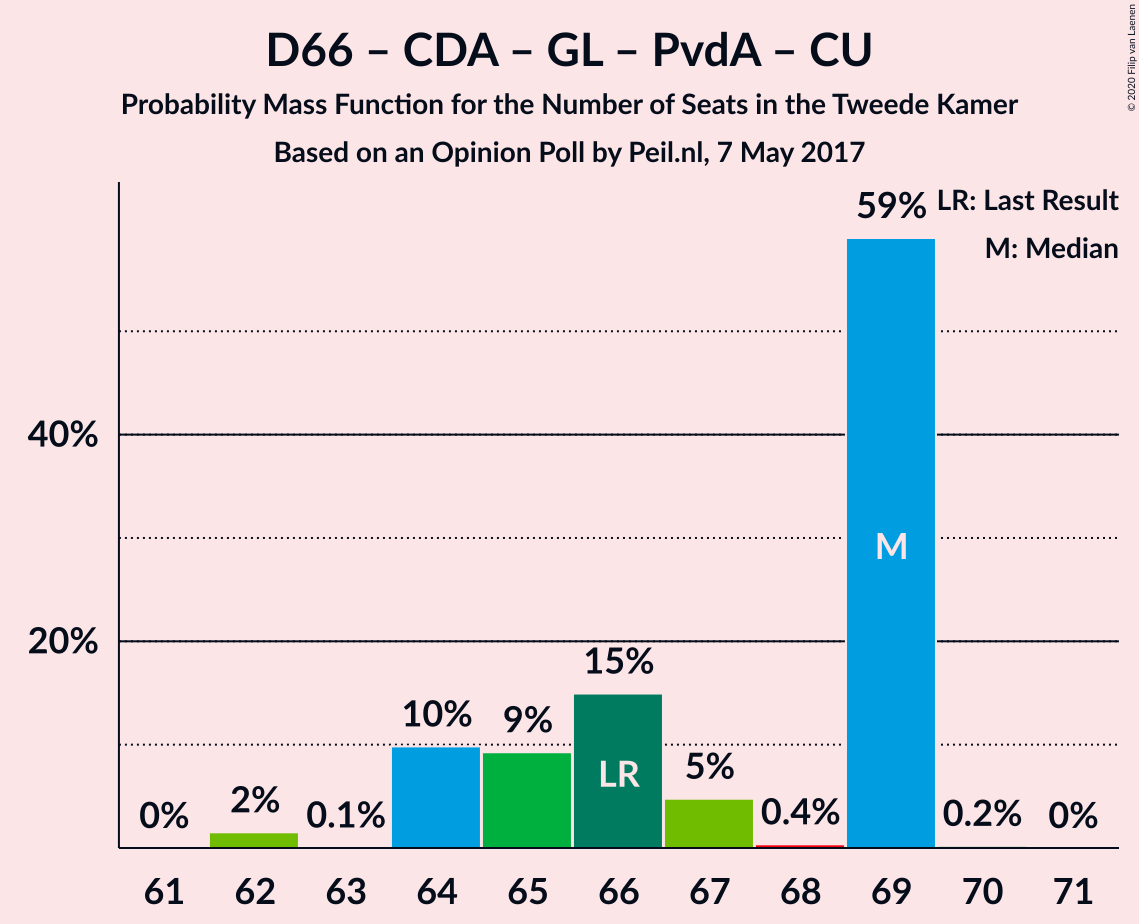 D66 – CDA – GL – PvdA – CU
Probability Mass Function for the Number of Seats in the Tweede Kamer
Based on an Opinion Poll by Peil.nl, 7 May 2017
© 2020 Filip van Laenen
LR: Last Result
M: Median
59%
40%
M
20%
15%
10%
9%
LR
5%
2%
0%
0.1%
0.4%
0.2%
0%
61 62 63 64 65 66 67 68 69 70 71